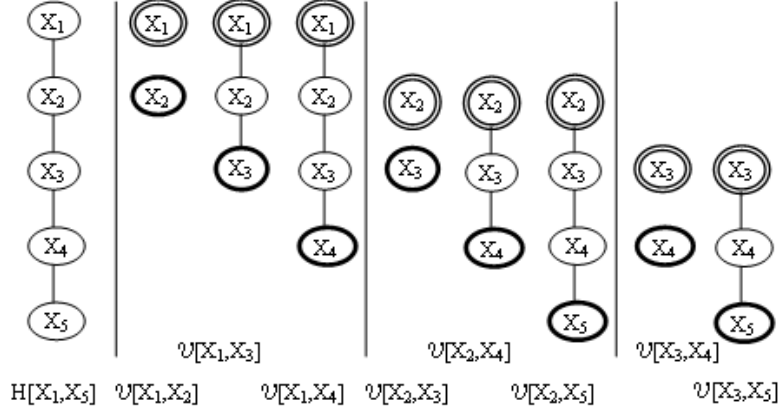 X₁ X₁ X₁ X₁
X₂ X₂ X₂ X₂ X₂ X₂ X₂
X₃ X₃ X₃ X₃ X₃ X₃ X₃ X₃
X₄ X₄ X₄ X₄ X₄ X₄
X₅ X₅ X₅
𝒰[X₁,X₃] 𝒰[X₂,X₄] 𝒰[X₃,X₄]
H[X₁,X₅] 𝒰[X₁,X₂] 𝒰[X₁,X₄] 𝒰[X₂,X₃] 𝒰[X₂,X₅] 𝒰[X₃,X₅]